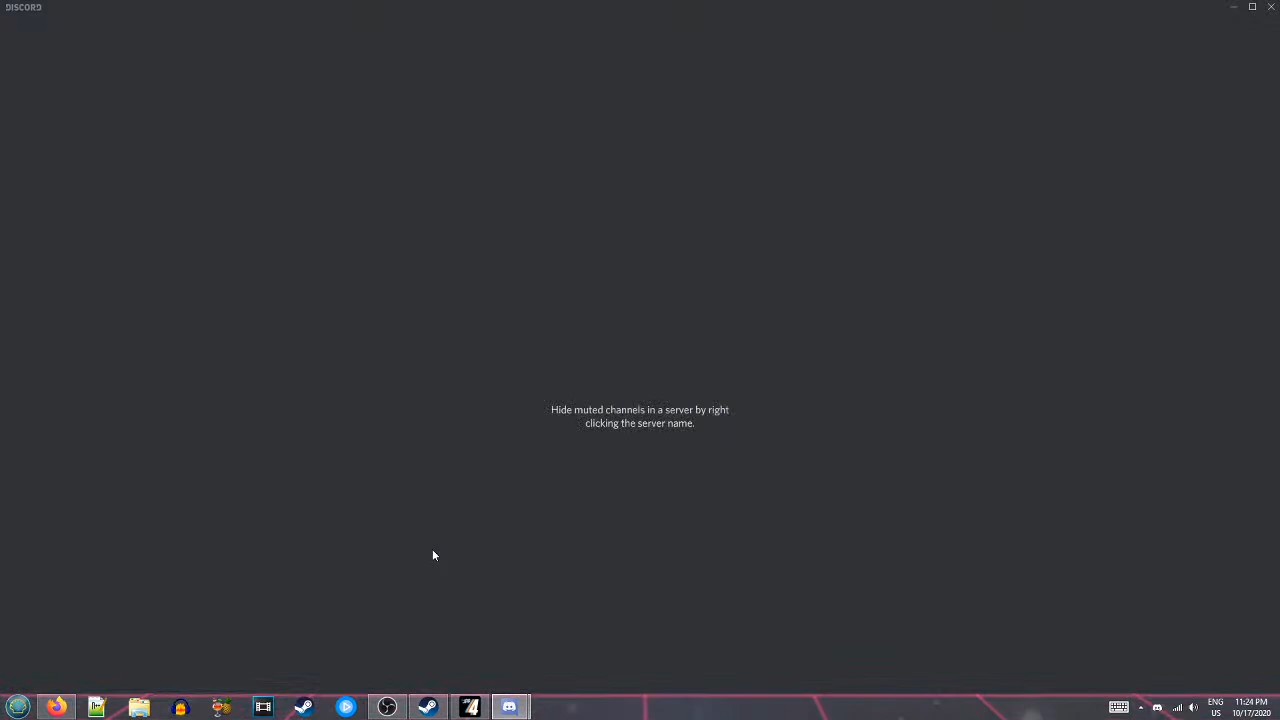 DISCORD
Hide muted channels in a server by right
clicking the server name.
4
ENG
US
11:24 PM
10/17/2020